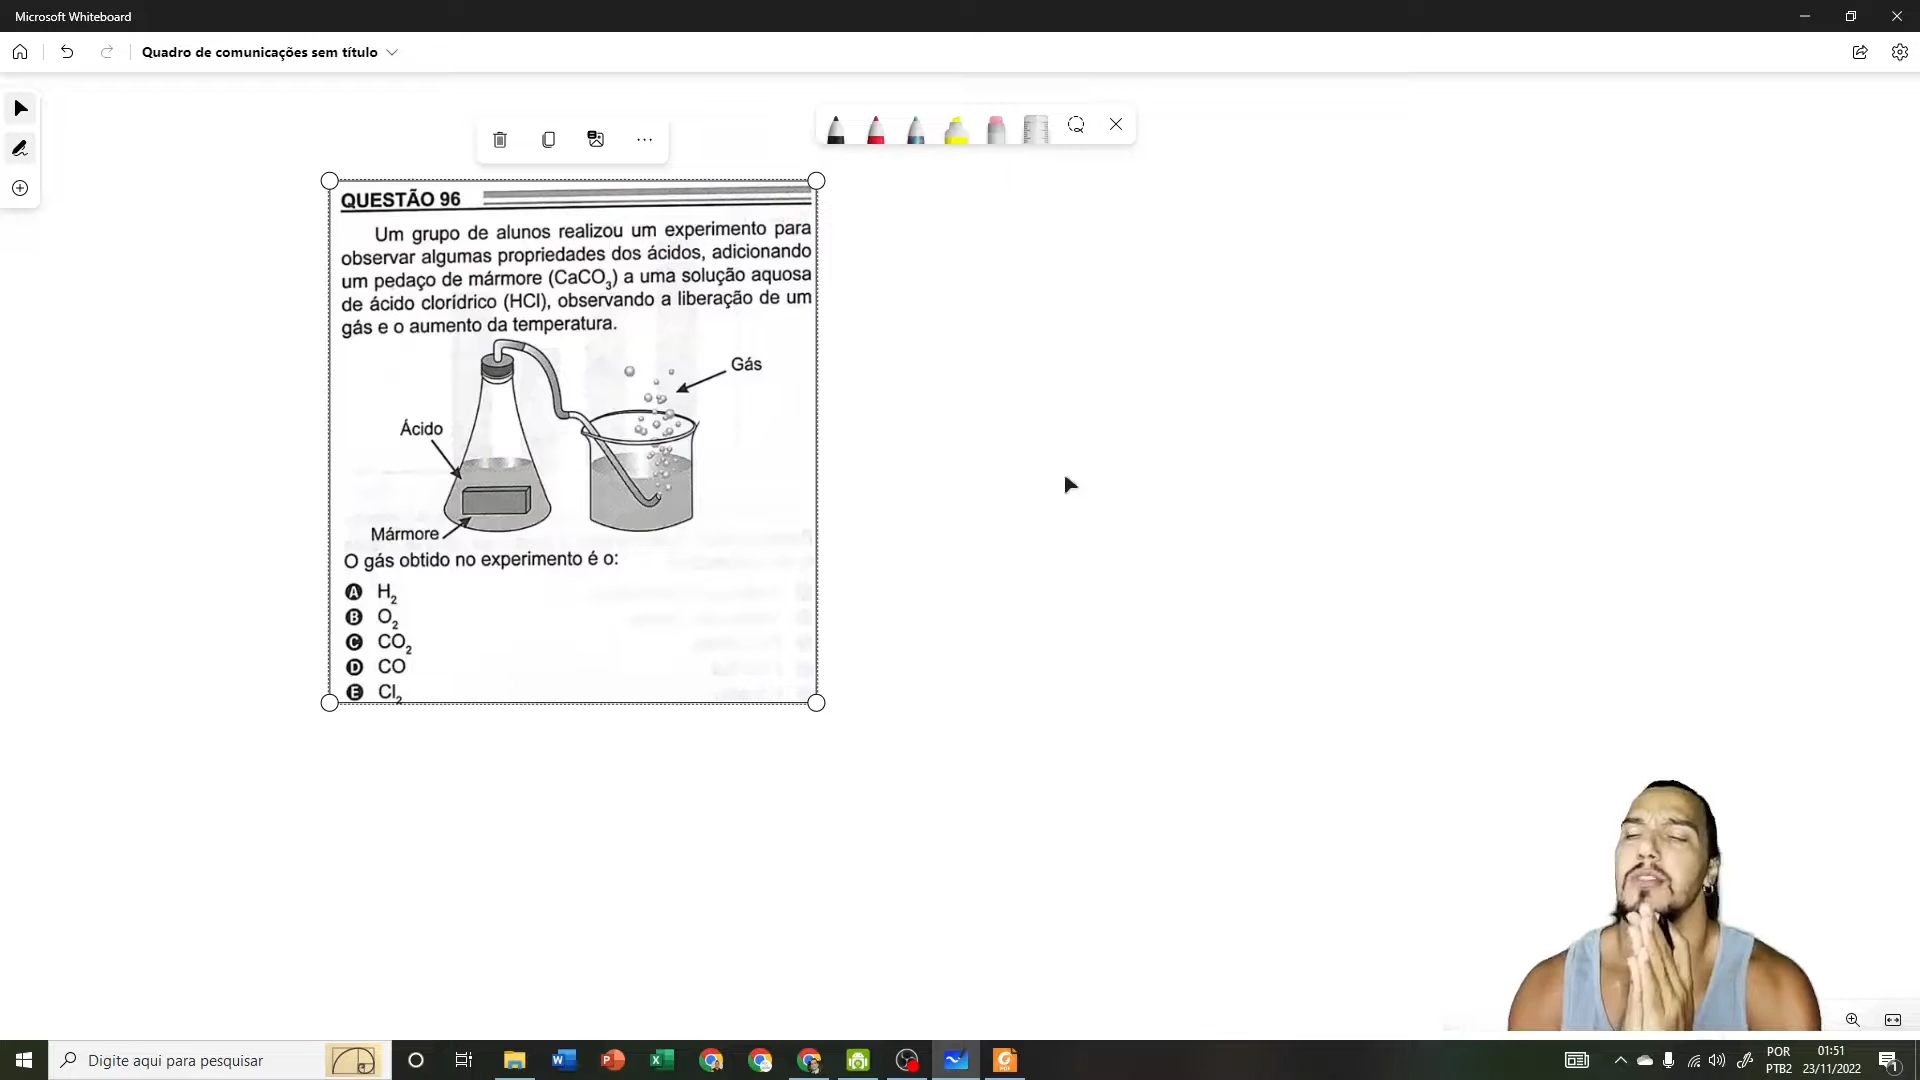 Microsoft Whiteboard
Quadro de comunicações sem título
QUESTÃO 96
Um grupo de alunos realizou um experimento para
observar algumas propriedades dos ácidos, adicionando
um pedaço de mármore (CaCO₃) a uma solução aquosa
de ácido clorídrico (HCl), observando a liberação de um
gás e o aumento da temperatura.
Gás
Ácido
Mármore
O gás obtido no experimento é o:
A H₂
B O₂
C CO₂
D CO
E Cl₂
Digite aqui para pesquisar
POR
PTB2
01:51
23/11/2022
1